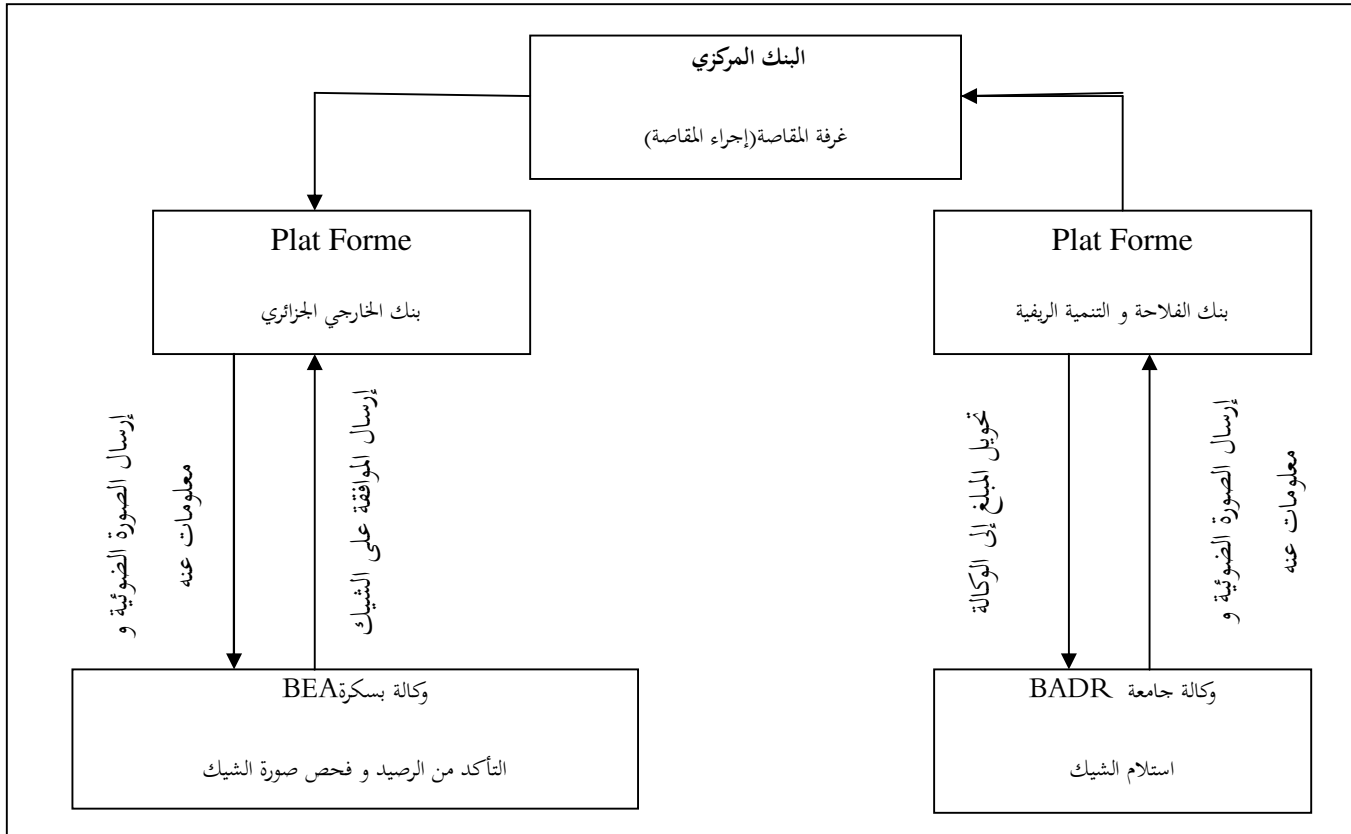 البنك المركزي
غرفة المقاصة(إجراء المقاصة)
Plat Forme
بنك الفلاحة و التنمية الريفية
Plat Forme
بنك الخارجي الجزائري
إرسال الصورة الضوئية و
معلومات عنه
تحويل المبلغ إلى الوكالة
إرسال الموافقة على الشيك
إرسال الصورة الضوئية و
معلومات عنه
وكالة جامعة BADR
استلام الشيك
وكالة بسكرةBEA
التأكد من الرصيد و فحص صورة الشيك